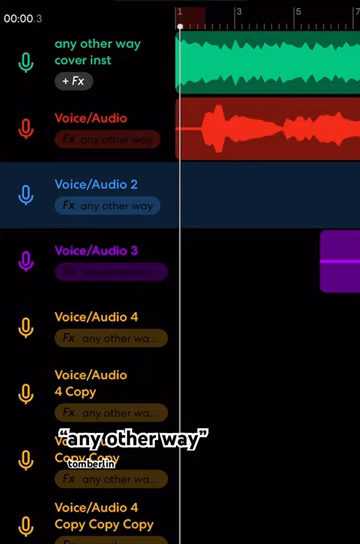 00:00.3
1 3 5 7
any other way
cover inst
+ Fx
Voice/Audio
Fx any other way
Voice/Audio 2
Fx any other way
Voice/Audio 3
Voice/Audio 4
Fx any other wa...
Voice/Audio
4 Copy
Fx any other wa...
“any other way”
Copy Copy
tomberlin
Voice/Audio 4
Copy Copy Copy
Fx any other wa...